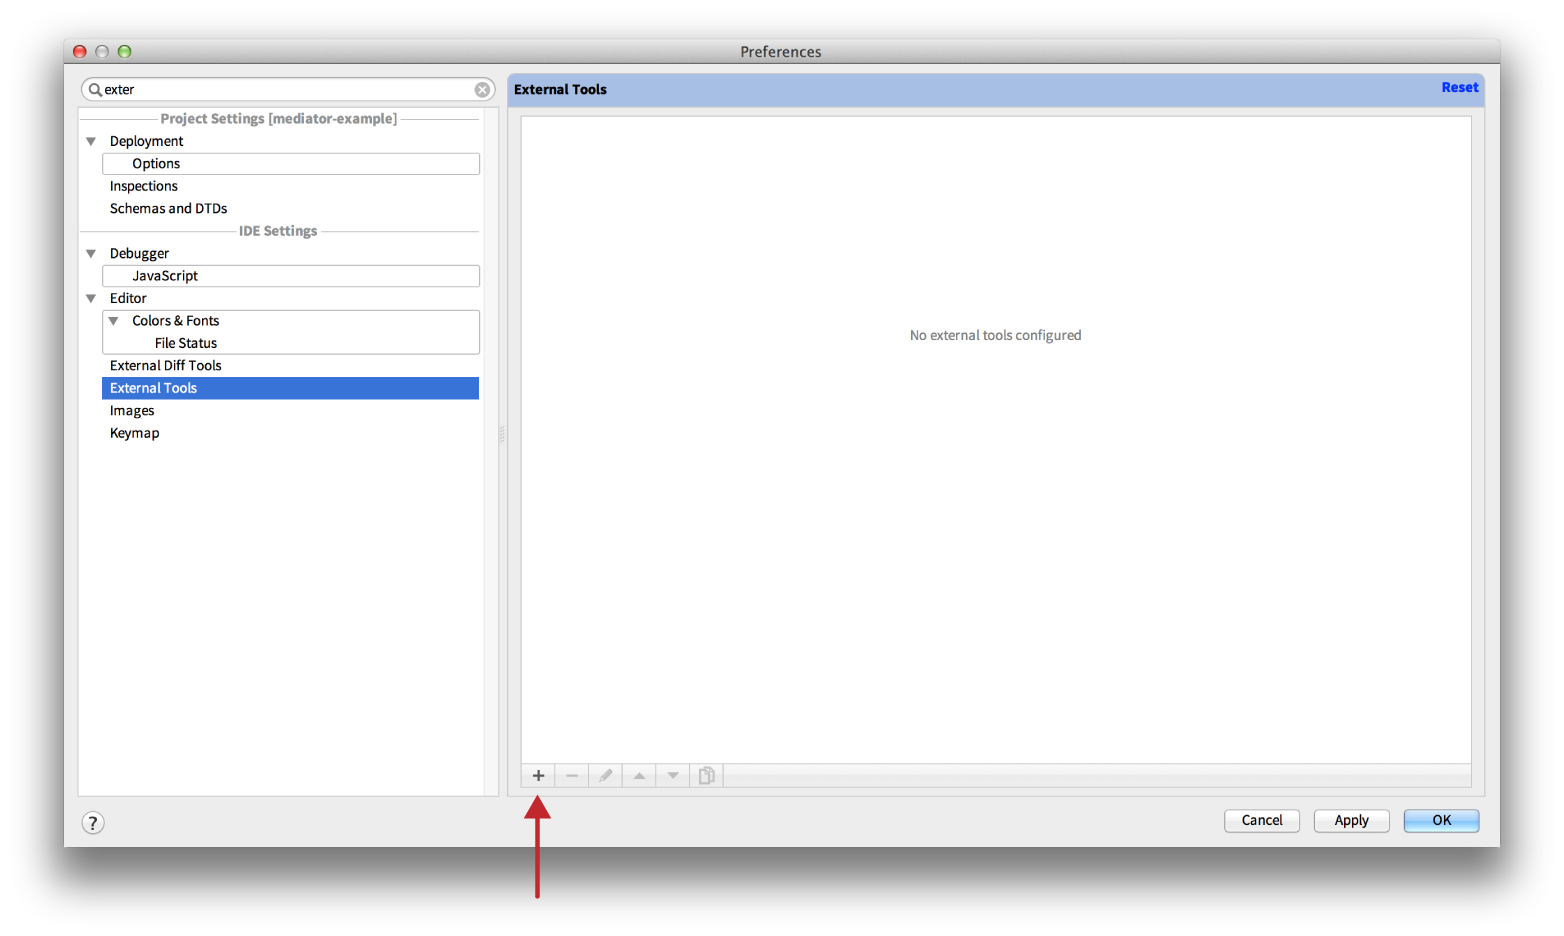 Preferences
exter
External Tools
Reset
Project Settings [mediator-example]
Deployment
Options
Inspections
Schemas and DTDs
IDE Settings
Debugger
JavaScript
Editor
Colors & Fonts
File Status
External Diff Tools
External Tools
Images
Keymap
No external tools configured
?
Cancel
Apply
OK